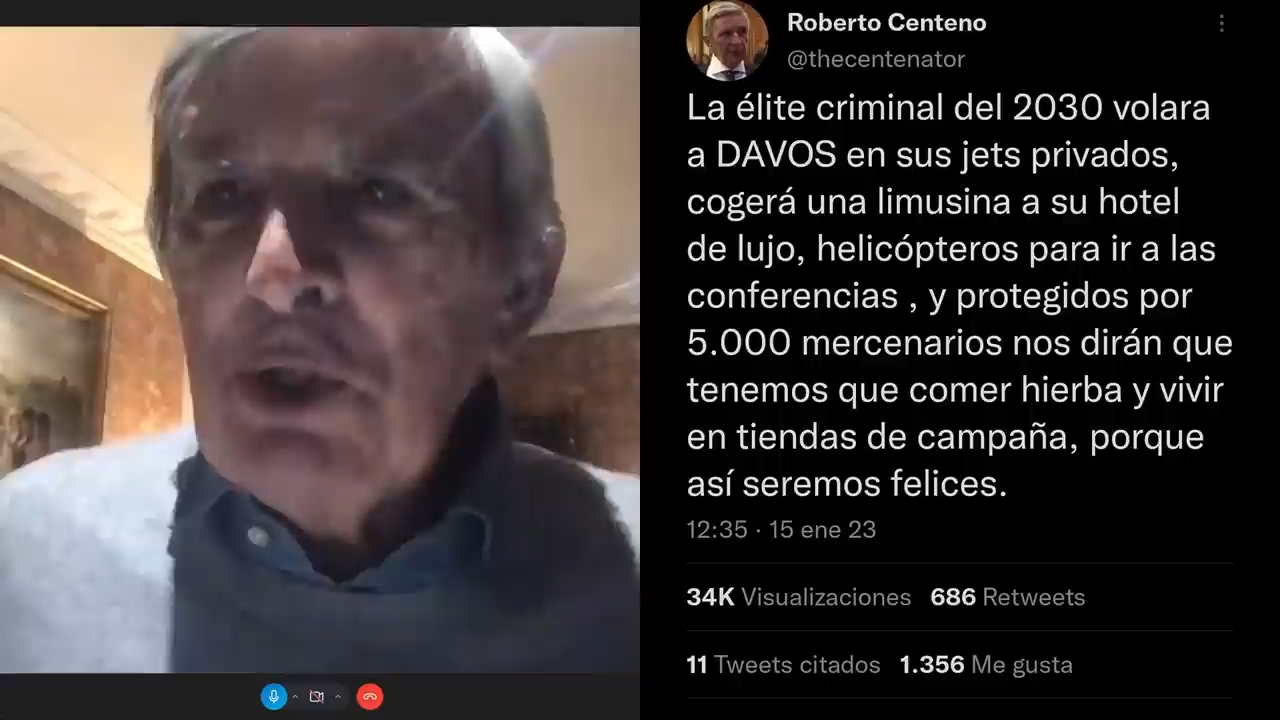 Roberto Centeno
@thecentenator
La élite criminal del 2030 volara
a DAVOS en sus jets privados,
cogerá una limusina a su hotel
de lujo, helicópteros para ir a las
conferencias , y protegidos por
5.000 mercenarios nos dirán que
tenemos que comer hierba y vivir
en tiendas de campaña, porque
así seremos felices.
12:35 · 15 ene 23
34K Visualizaciones 686 Retweets
11 Tweets citados 1.356 Me gusta